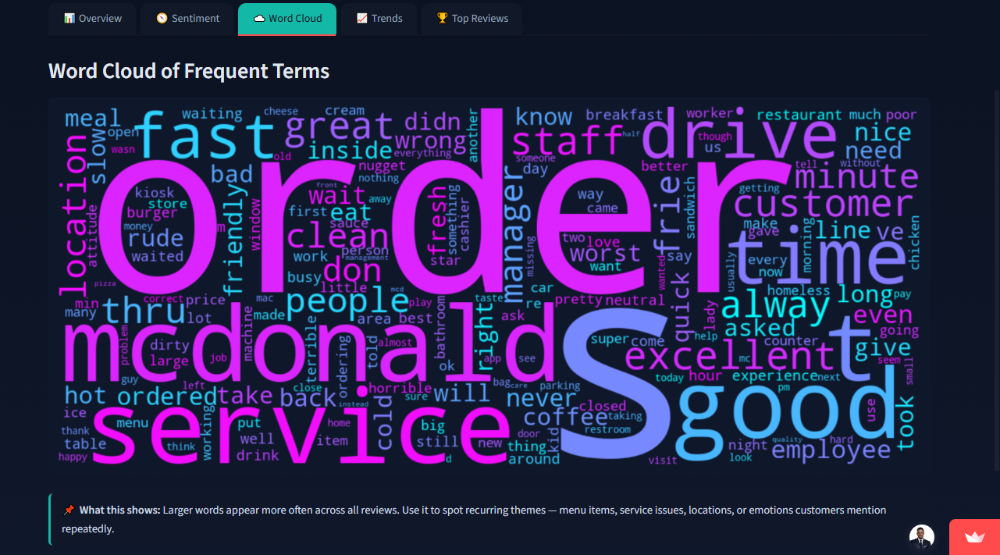 📊 Overview 🧭 Sentiment ☁️ Word Cloud 📈 Trends 🏆 Top Reviews
Word Cloud of Frequent Terms
meal open waiting cheese cream another know breakfast worker restaurant much poor
fast great didn wrong staff half drive though us nice need
slow wasn inside everything someone day better tell without
location old nugget nothing minute
order
bad friendly kiosk store burger money rude waited attitude m window
front wait away first eat sauce clean person management work busy don little
fresh something cashier star manager missing
way came two love worst want wanted say frie sandwich
getting customer make gave morning line ve chicken
time usually every now homeless
pizza min correct price mac mcd people play taste car re pretty neutral quick lady alway long pay
many thru lot machine made area best bathroom right ask asked even going
mcdonald
problem dirty large job terrible ordering told almost ok app see
s super come help counter t give
excellent mc seem small
guy left close horrible sure bag care parking today hour experience next
hot ordered take back instead cold will never pm use took
ice coffee closed taking
service good
thank menu working put home big restroom
table think well item still new door kid thing night quality hard
happy drink d around visit look employee
📌 What this shows: Larger words appear more often across all reviews. Use it to spot recurring themes — menu items, service issues, locations, or emotions customers mention
repeatedly.